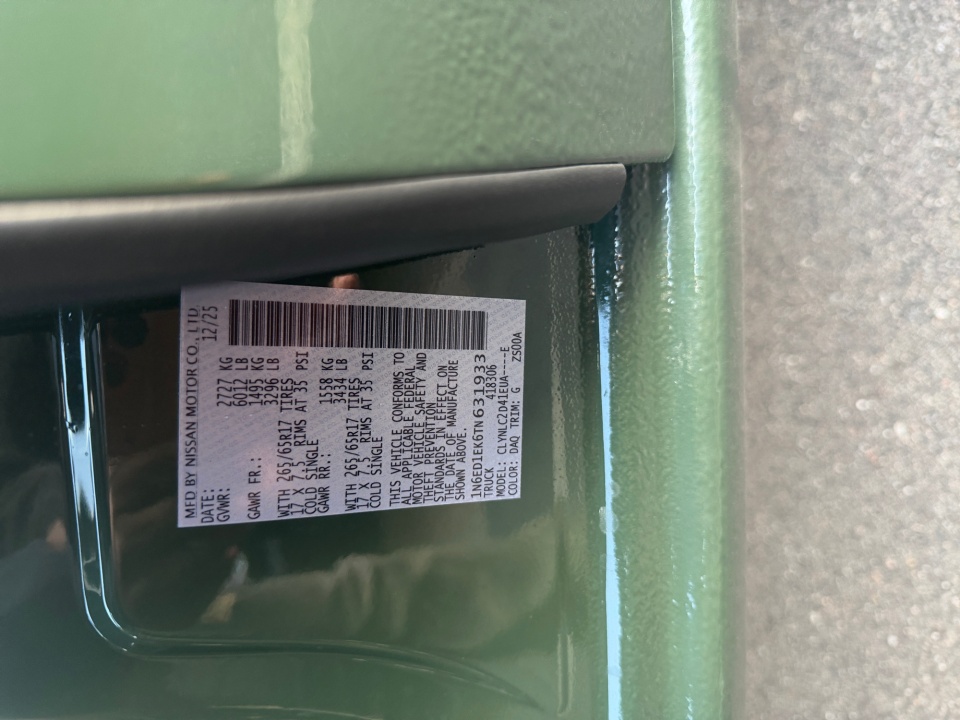 MFD BY NISSAN MOTOR CO., LTD.
DATE: 12/25
GVWR: 2727 KG
6012 LB
GAWR FR.: 1495 KG
3296 LB
WITH 265/65R17 TIRES
17 X 7.5 RIMS AT 35 PSI
COLD SINGLE
GAWR RR.: 1558 KG
3434 LB
WITH 265/65R17 TIRES
17 X 7.5 RIMS AT 35 PSI
COLD SINGLE
THIS VEHICLE CONFORMS TO
ALL APPLICABLE FEDERAL
MOTOR VEHICLE SAFETY AND
THEFT PREVENTION
STANDARDS IN EFFECT ON
THE DATE OF MANUFACTURE
SHOWN ABOVE.
1N6ED1EK6TN631933
TRUCK 418306
MODEL: CLYNLC2D41EUA----E
COLOR: DAQ TRIM: G ZS00A